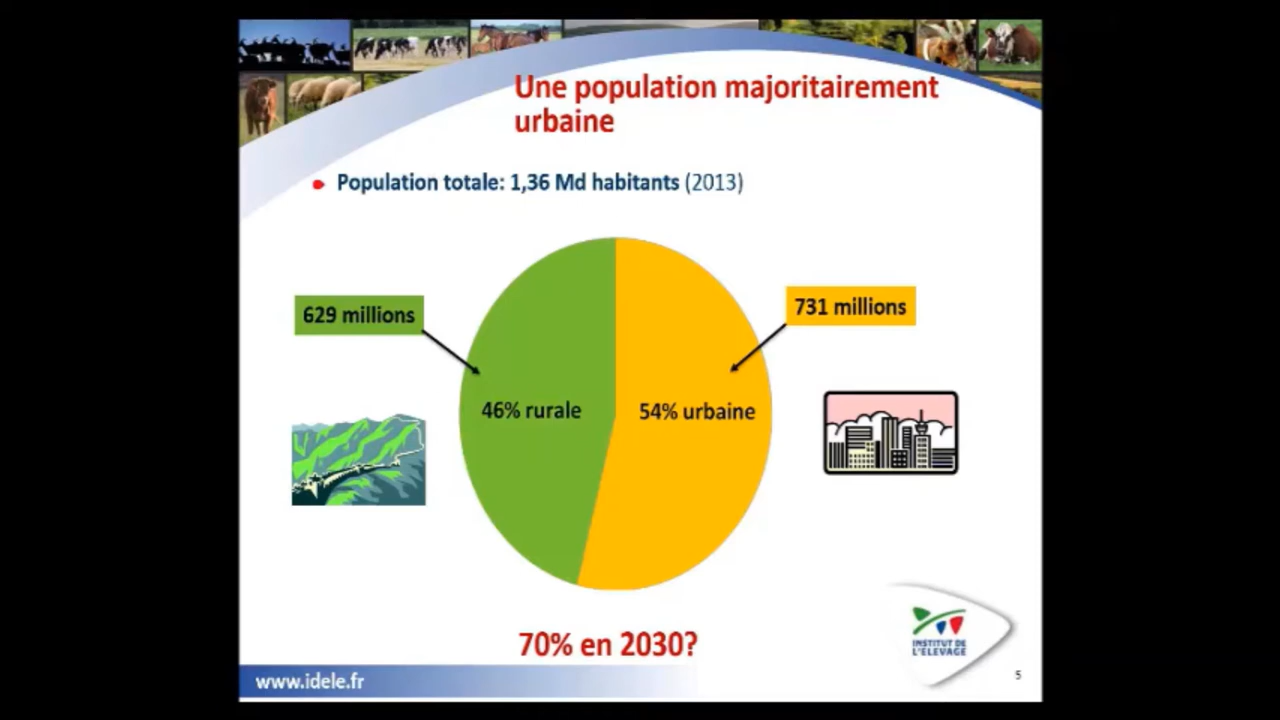 Une population majoritairement
urbaine
Population totale: 1,36 Md habitants (2013)
629 millions
731 millions
46% rurale
54% urbaine
70% en 2030?
INSTITUT DE
L'ELEVAGE
www.idele.fr
5